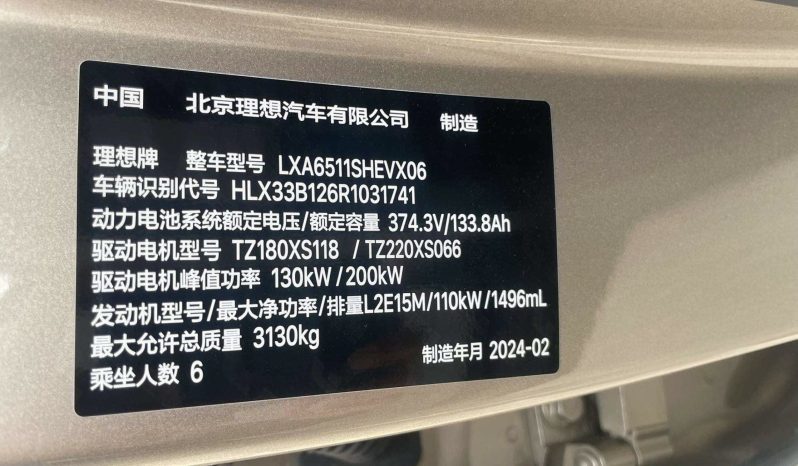 中国 北京理想汽车有限公司 制造
理想牌 整车型号 LXA6511SHEVX06
车辆识别代号 HLX33B126R1031741
动力电池系统额定电压/额定容量 374.3V/133.8Ah
驱动电机型号 TZ180XS118 / TZ220XS066
驱动电机峰值功率 130kW / 200kW
发动机型号/最大净功率/排量L2E15M/110kW/1496mL
最大允许总质量 3130kg
制造年月 2024-02
乘坐人数 6